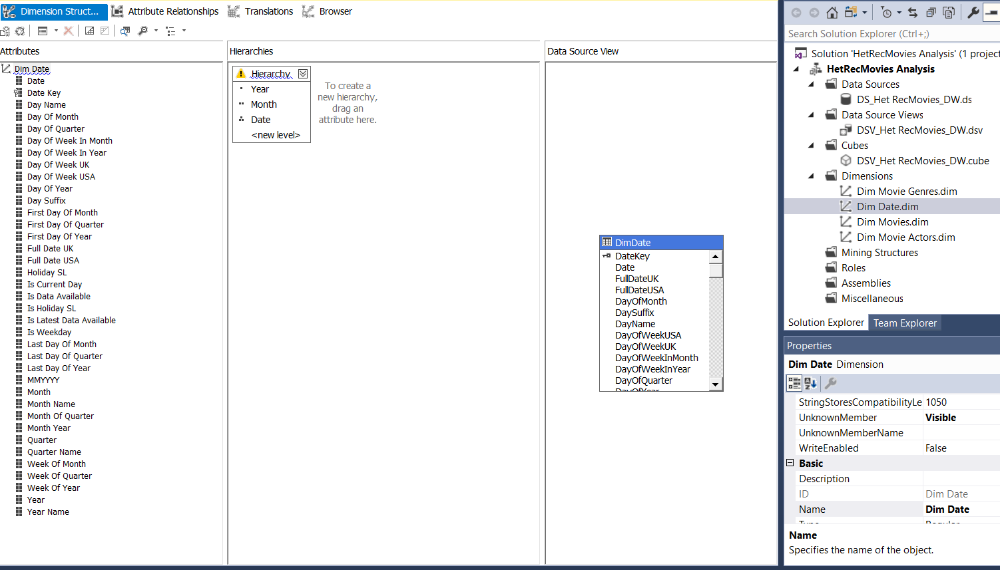 Dimension Struct...
Attribute Relationships
Translations
Browser
Attributes
Dim Date
Date
Date Key
Day Name
Day Of Month
Day Of Quarter
Day Of Week In Month
Day Of Week In Year
Day Of Week UK
Day Of Week USA
Day Of Year
Day Suffix
First Day Of Month
First Day Of Quarter
First Day Of Year
Full Date UK
Full Date USA
Holiday SL
Is Current Day
Is Data Available
Is Holiday SL
Is Latest Data Available
Is Weekday
Last Day Of Month
Last Day Of Quarter
Last Day Of Year
MMYYYY
Month
Month Name
Month Of Quarter
Month Year
Quarter
Quarter Name
Week Of Month
Week Of Quarter
Week Of Year
Year
Year Name
Hierarchies
Hierarchy
Year
Month
Date
<new level>
To create a
new hierarchy,
drag an
attribute here.
Data Source View
DimDate
DateKey
Date
FullDateUK
FullDateUSA
DayOfMonth
DaySuffix
DayName
DayOfWeekUSA
DayOfWeekUK
DayOfWeekInMonth
DayOfWeekInYear
DayOfQuarter
DayOfYear
Search Solution Explorer (Ctrl+;)
Solution 'HetRecMovies Analysis' (1 project
HetRecMovies Analysis
Data Sources
DS_Het RecMovies_DW.ds
Data Source Views
DSV_Het RecMovies_DW.dsv
Cubes
DSV_Het RecMovies_DW.cube
Dimensions
Dim Movie Genres.dim
Dim Date.dim
Dim Movies.dim
Dim Movie Actors.dim
Mining Structures
Roles
Assemblies
Miscellaneous
Solution Explorer
Team Explorer
Properties
Dim Date Dimension
StringStoresCompatibilityLe 1050
UnknownMember Visible
UnknownMemberName
WriteEnabled False
Basic
Description
ID Dim Date
Name Dim Date
Type Regular
Name
Specifies the name of the object.